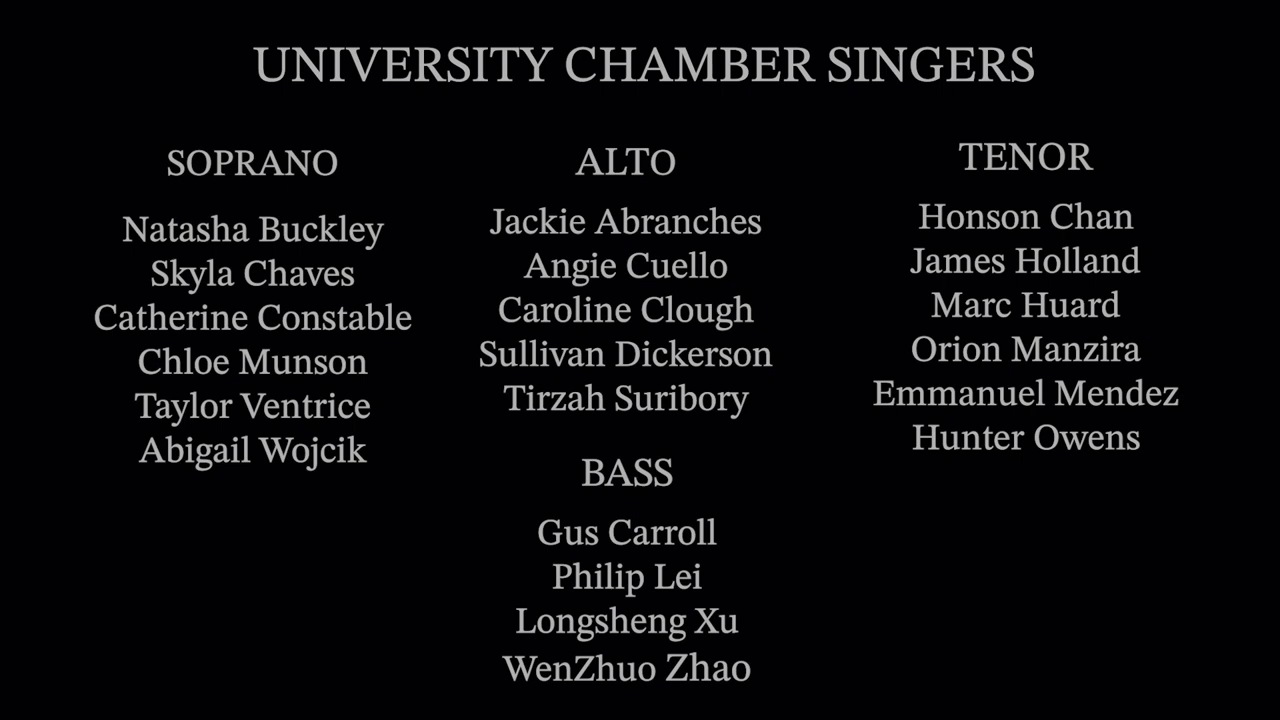 UNIVERSITY CHAMBER SINGERS
SOPRANO
Natasha Buckley
Skyla Chaves
Catherine Constable
Chloe Munson
Taylor Ventrice
Abigail Wojcik
ALTO
Jackie Abranches
Angie Cuello
Caroline Clough
Sullivan Dickerson
Tirzah Suribory
TENOR
Honson Chan
James Holland
Marc Huard
Orion Manzira
Emmanuel Mendez
Hunter Owens
BASS
Gus Carroll
Philip Lei
Longsheng Xu
WenZhuo Zhao